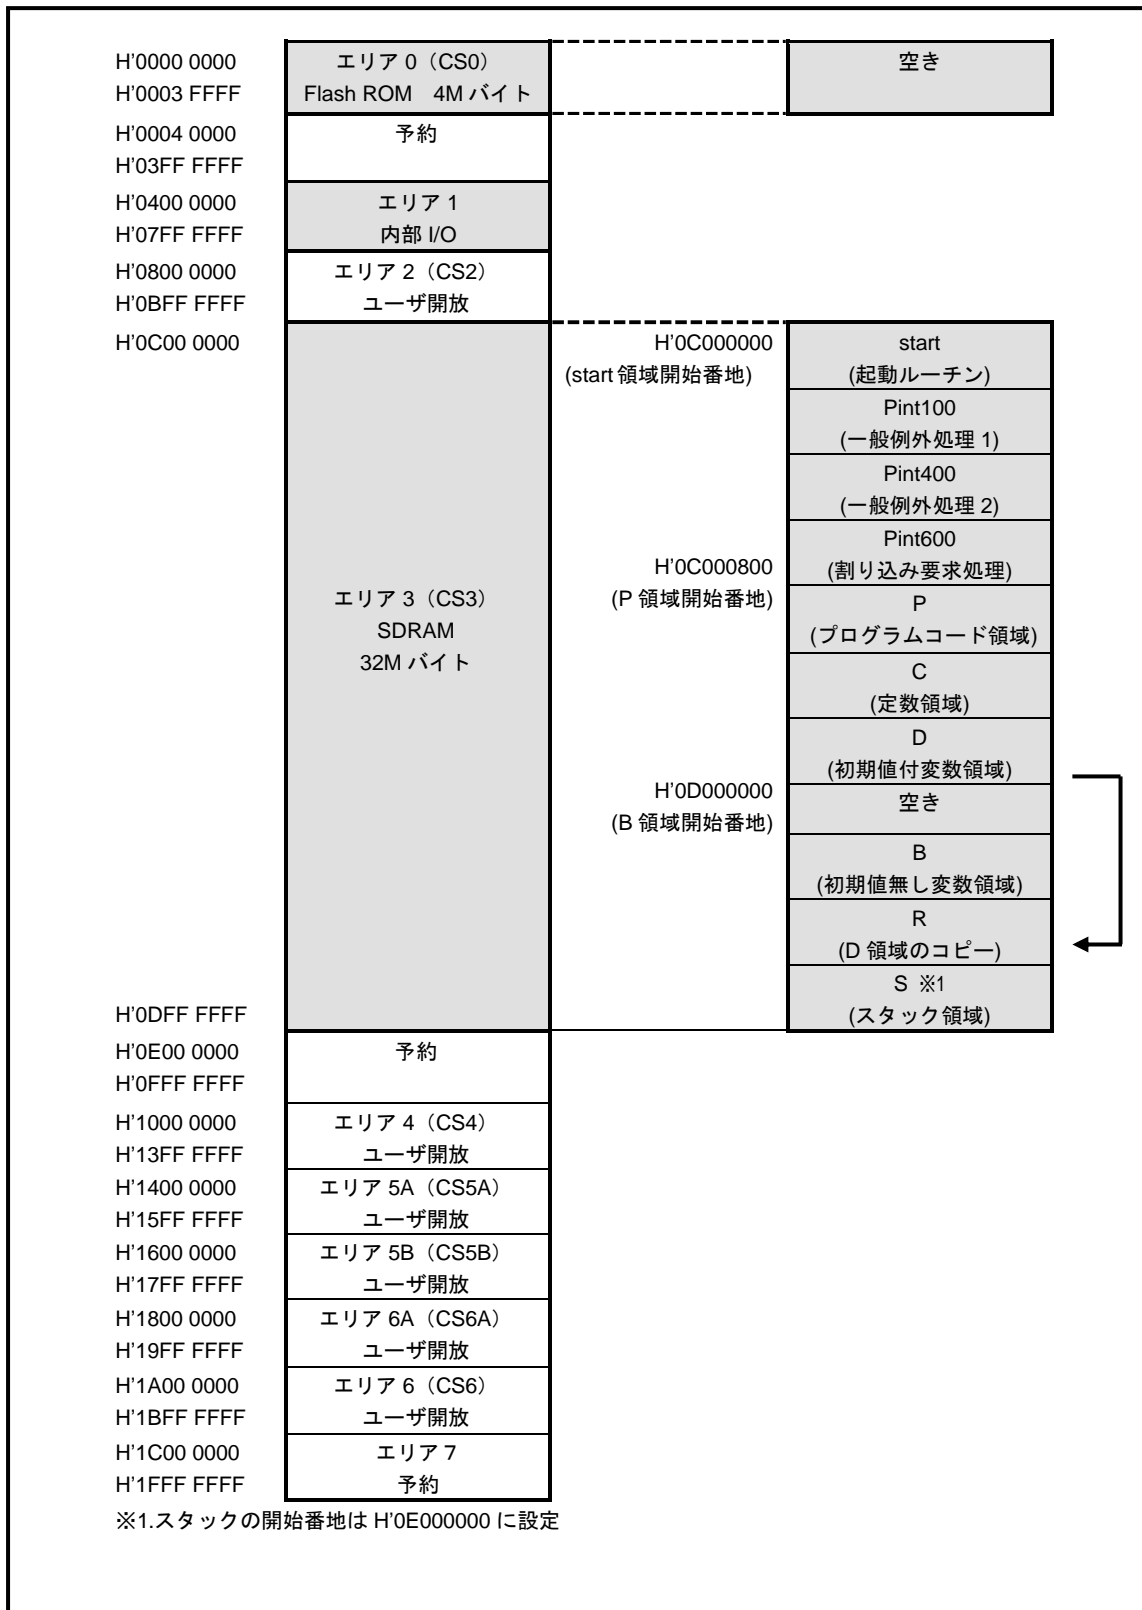 H'0000 0000 エリア 0（CS0） 空き
H'0003 FFFF Flash ROM 4M バイト
H'0004 0000 予約
H'03FF FFFF
H'0400 0000 エリア 1
H'07FF FFFF 内部 I/O
H'0800 0000 エリア 2（CS2）
H'0BFF FFFF ユーザ開放
H'0C00 0000 H'0C000000 start
(start 領域開始番地) (起動ルーチン)
Pint100
(一般例外処理 1)
Pint400
(一般例外処理 2)
Pint600
H'0C000800 (割り込み要求処理)
エリア 3（CS3） (P 領域開始番地) P
SDRAM (プログラムコード領域)
32M バイト C
(定数領域)
D
(初期値付変数領域)
H'0D000000 空き
(B 領域開始番地)
B
(初期値無し変数領域)
R
(D 領域のコピー)
S ※1
H'0DFF FFFF (スタック領域)
H'0E00 0000 予約
H'0FFF FFFF
H'1000 0000 エリア 4（CS4）
H'13FF FFFF ユーザ開放
H'1400 0000 エリア 5A（CS5A）
H'15FF FFFF ユーザ開放
H'1600 0000 エリア 5B（CS5B）
H'17FF FFFF ユーザ開放
H'1800 0000 エリア 6A（CS6A）
H'19FF FFFF ユーザ開放
H'1A00 0000 エリア 6（CS6）
H'1BFF FFFF ユーザ開放
H'1C00 0000 エリア 7
H'1FFF FFFF 予約
※1.スタックの開始番地は H'0E000000 に設定